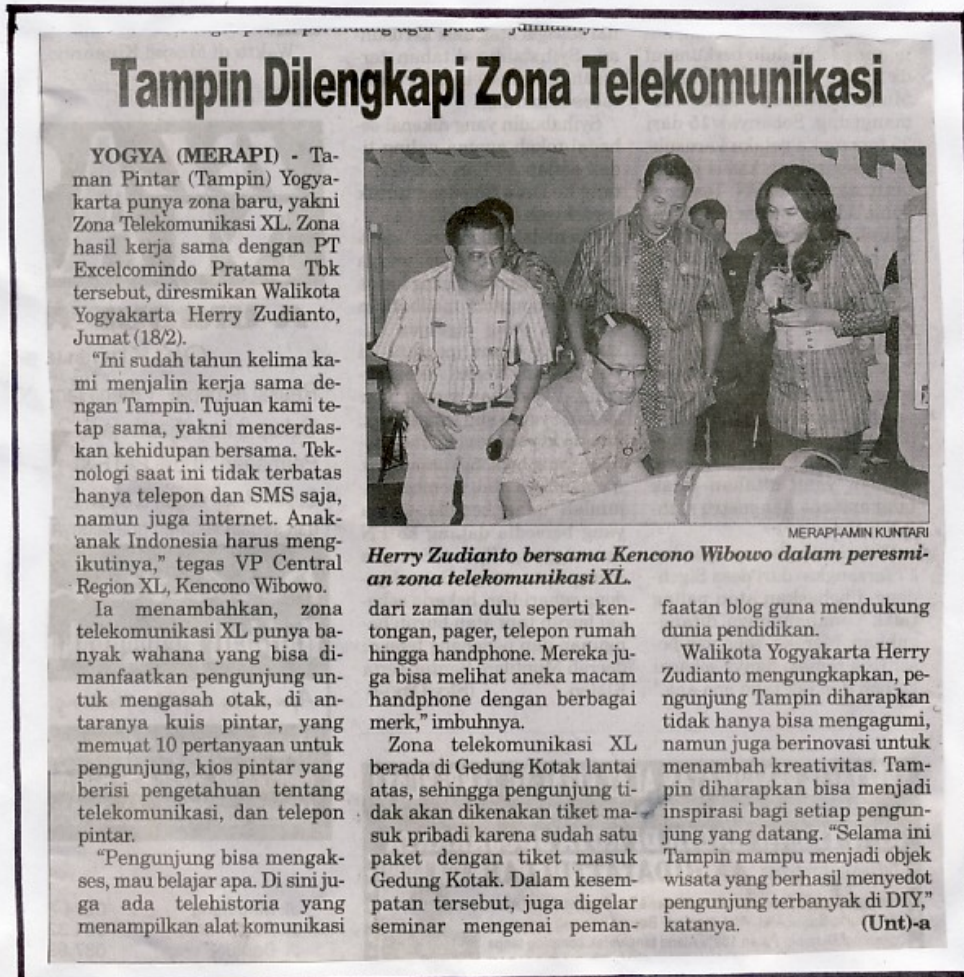 Tampin Dilengkapi Zona Telekomunikasi
YOGYA (MERAPI) - Ta-
man Pintar (Tampin) Yogya-
karta punya zona baru, yakni
Zona Telekomunikasi XL. Zona
hasil kerja sama dengan PT
Excelcomindo Pratama Tbk
tersebut, diresmikan Walikota
Yogyakarta Herry Zudianto,
Jumat (18/2).
"Ini sudah tahun kelima ka-
mi menjalin kerja sama de-
ngan Tampin. Tujuan kami te-
tap sama, yakni mencerdas-
kan kehidupan bersama. Tek-
nologi saat ini tidak terbatas
hanya telepon dan SMS saja,
namun juga internet. Anak-
anak Indonesia harus meng-
ikutinya," tegas VP Central
Region XL, Kencono Wibowo.
Ia menambahkan, zona
telekomunikasi XL punya ba-
nyak wahana yang bisa di-
manfaatkan pengunjung un-
tuk mengasah otak, di an-
taranya kuis pintar, yang
memuat 10 pertanyaan untuk
pengunjung, kios pintar yang
berisi pengetahuan tentang
telekomunikasi, dan telepon
pintar.
"Pengunjung bisa mengak-
ses, mau belajar apa. Di sini ju-
ga ada telehistoria yang
menampilkan alat komunikasi
MERAPI-AMIN KUNTARI
Herry Zudianto bersama Kencono Wibowo dalam peresmi-
an zona telekomunikasi XL.
dari zaman dulu seperti ken-
tongan, pager, telepon rumah
hingga handphone. Mereka ju-
ga bisa melihat aneka macam
handphone dengan berbagai
merk," imbuhnya.
Zona telekomunikasi XL
berada di Gedung Kotak lantai
atas, sehingga pengunjung ti-
dak akan dikenakan tiket ma-
suk pribadi karena sudah satu
paket dengan tiket masuk
Gedung Kotak. Dalam kesem-
patan tersebut, juga digelar
seminar mengenai peman-
faatan blog guna mendukung
dunia pendidikan.
Walikota Yogyakarta Herry
Zudianto mengungkapkan, pe-
ngunjung Tampin diharapkan
tidak hanya bisa mengagumi,
namun juga berinovasi untuk
menambah kreativitas. Tam-
pin diharapkan bisa menjadi
inspirasi bagi setiap pengun-
jung yang datang. "Selama ini
Tampin mampu menjadi objek
wisata yang berhasil menyedot
pengunjung terbanyak di DIY,"
katanya. (Unt)-a